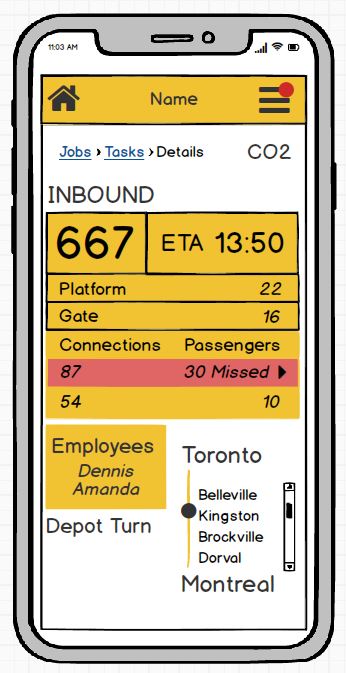 11:03 AM
Name
Jobs › Tasks › Details CO2
INBOUND
667 ETA 13:50
Platform 22
Gate 16
Connections Passengers
87 30 Missed
54 10
Employees
Dennis
Amanda
Depot Turn
Toronto
Belleville
Kingston
Brockville
Dorval
Montreal